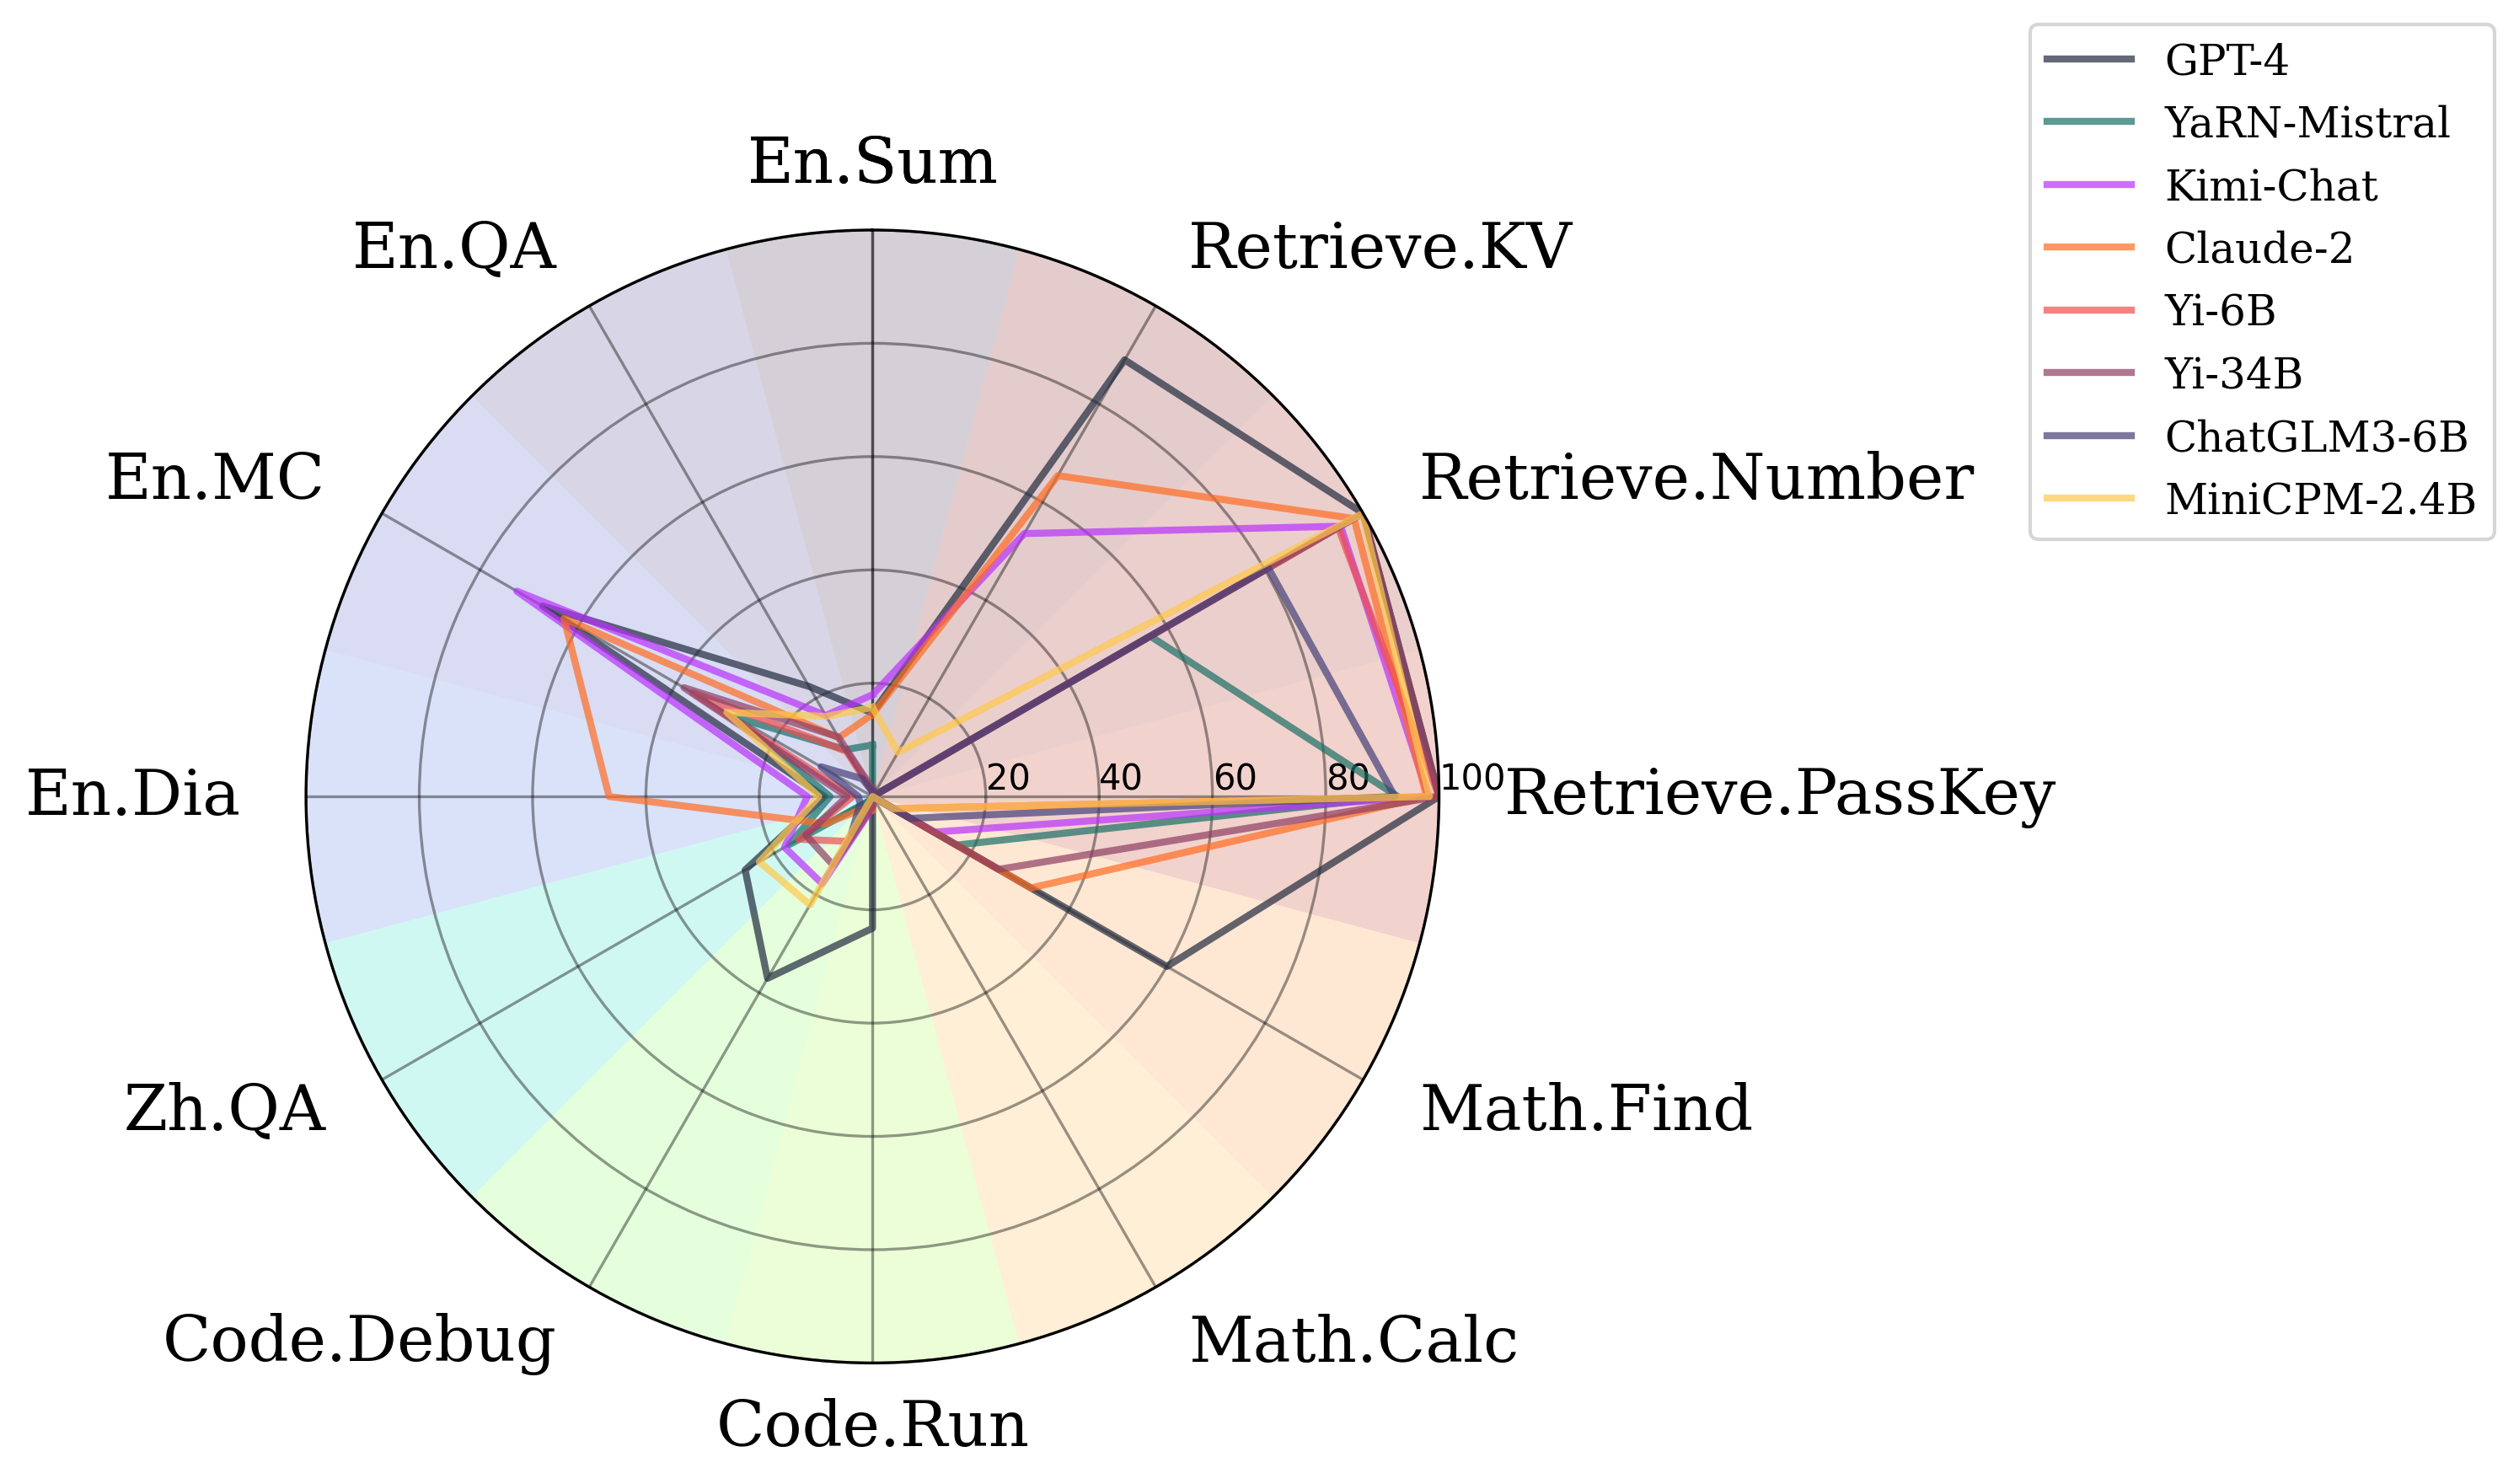 GPT-4
YaRN-Mistral
Kimi-Chat
Claude-2
Yi-6B
Yi-34B
ChatGLM3-6B
MiniCPM-2.4B
En.Sum
En.QA
Retrieve.KV
En.MC
Retrieve.Number
En.Dia
20
40
60
80
100
Retrieve.PassKey
Zh.QA
Math.Find
Code.Debug
Math.Calc
Code.Run